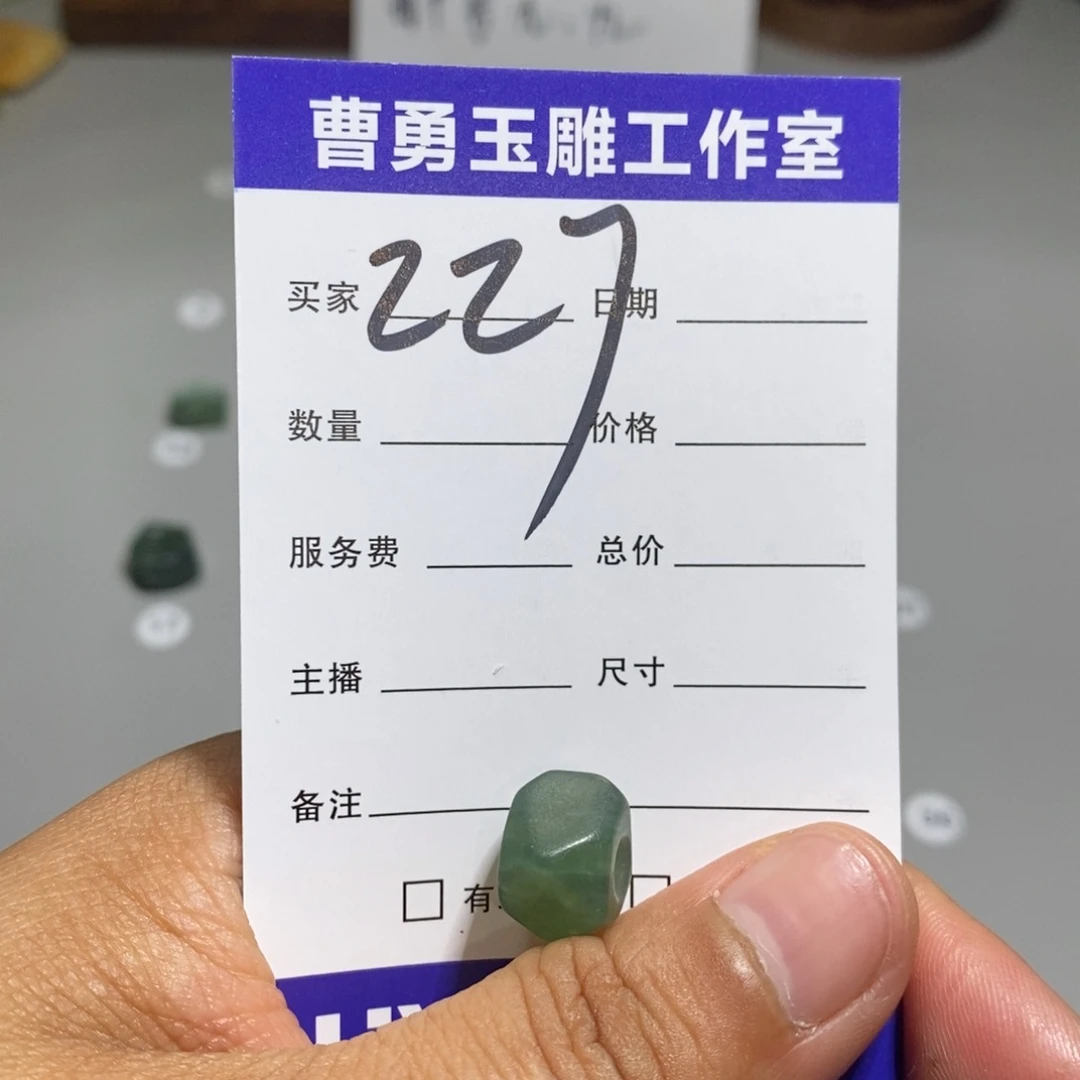 曹勇玉雕工作室
227
买家 日期
数量 价格
服务费 总价
主播 尺寸
备注
有